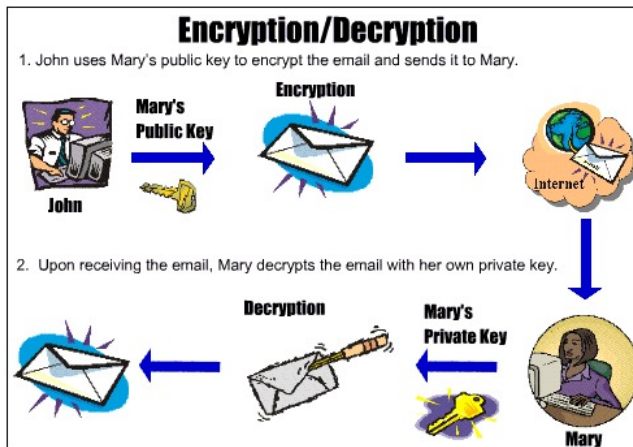 Encryption/Decryption
1. John uses Mary's public key to encrypt the email and sends it to Mary.
Mary's
Public Key
Encryption
John
Internet
2. Upon receiving the email, Mary decrypts the email with her own private key.
Decryption
Mary's
Private Key
Mary